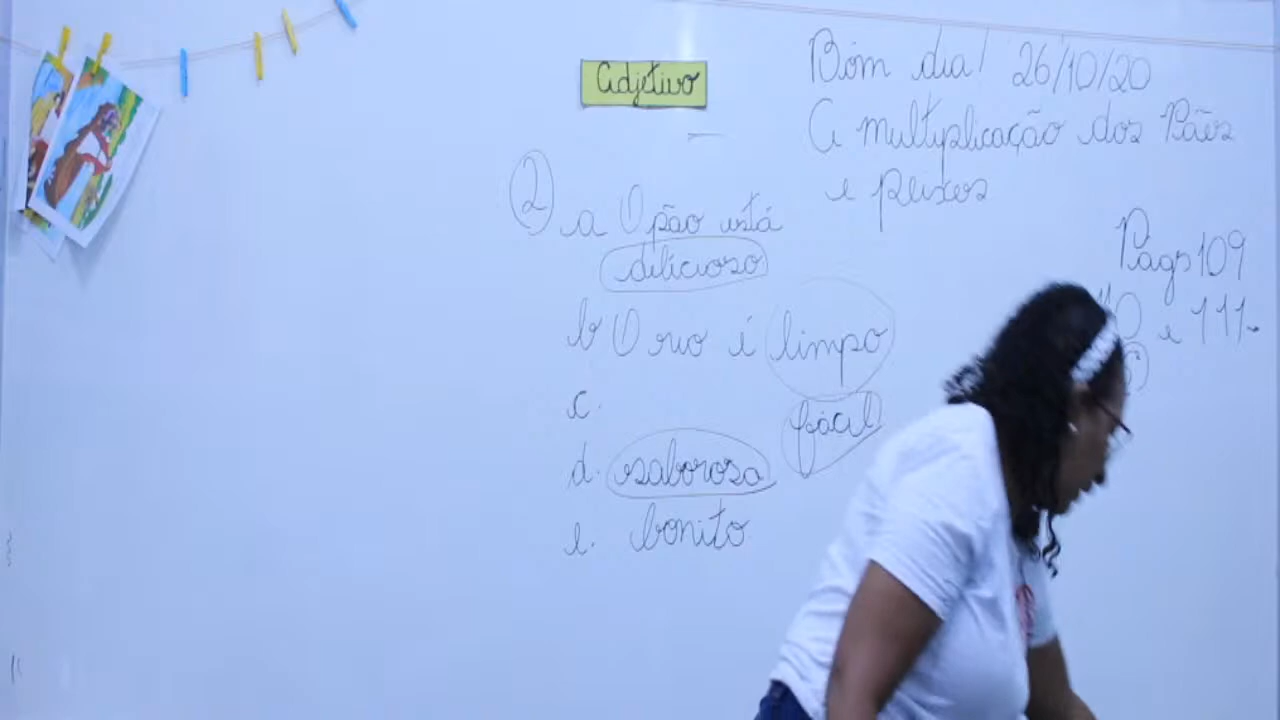 Adjetivo
Bom dia! 26/10/20
A multiplicação dos Pães
e peixes
Pags 109
110 e 111.
2
a O pão está
delicioso
b O rio é limpo
c.
fácil
d. saborosa
e. bonito